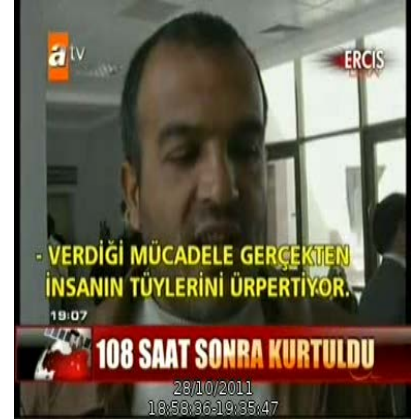 atv
ERCİŞ
- VERDİĞİ MÜCADELE GERÇEKTEN
İNSANIN TÜYLERİNİ ÜRPERTİYOR.
19:07
108 SAAT SONRA KURTULDU
28/10/2011
18:58:36-19:35:47